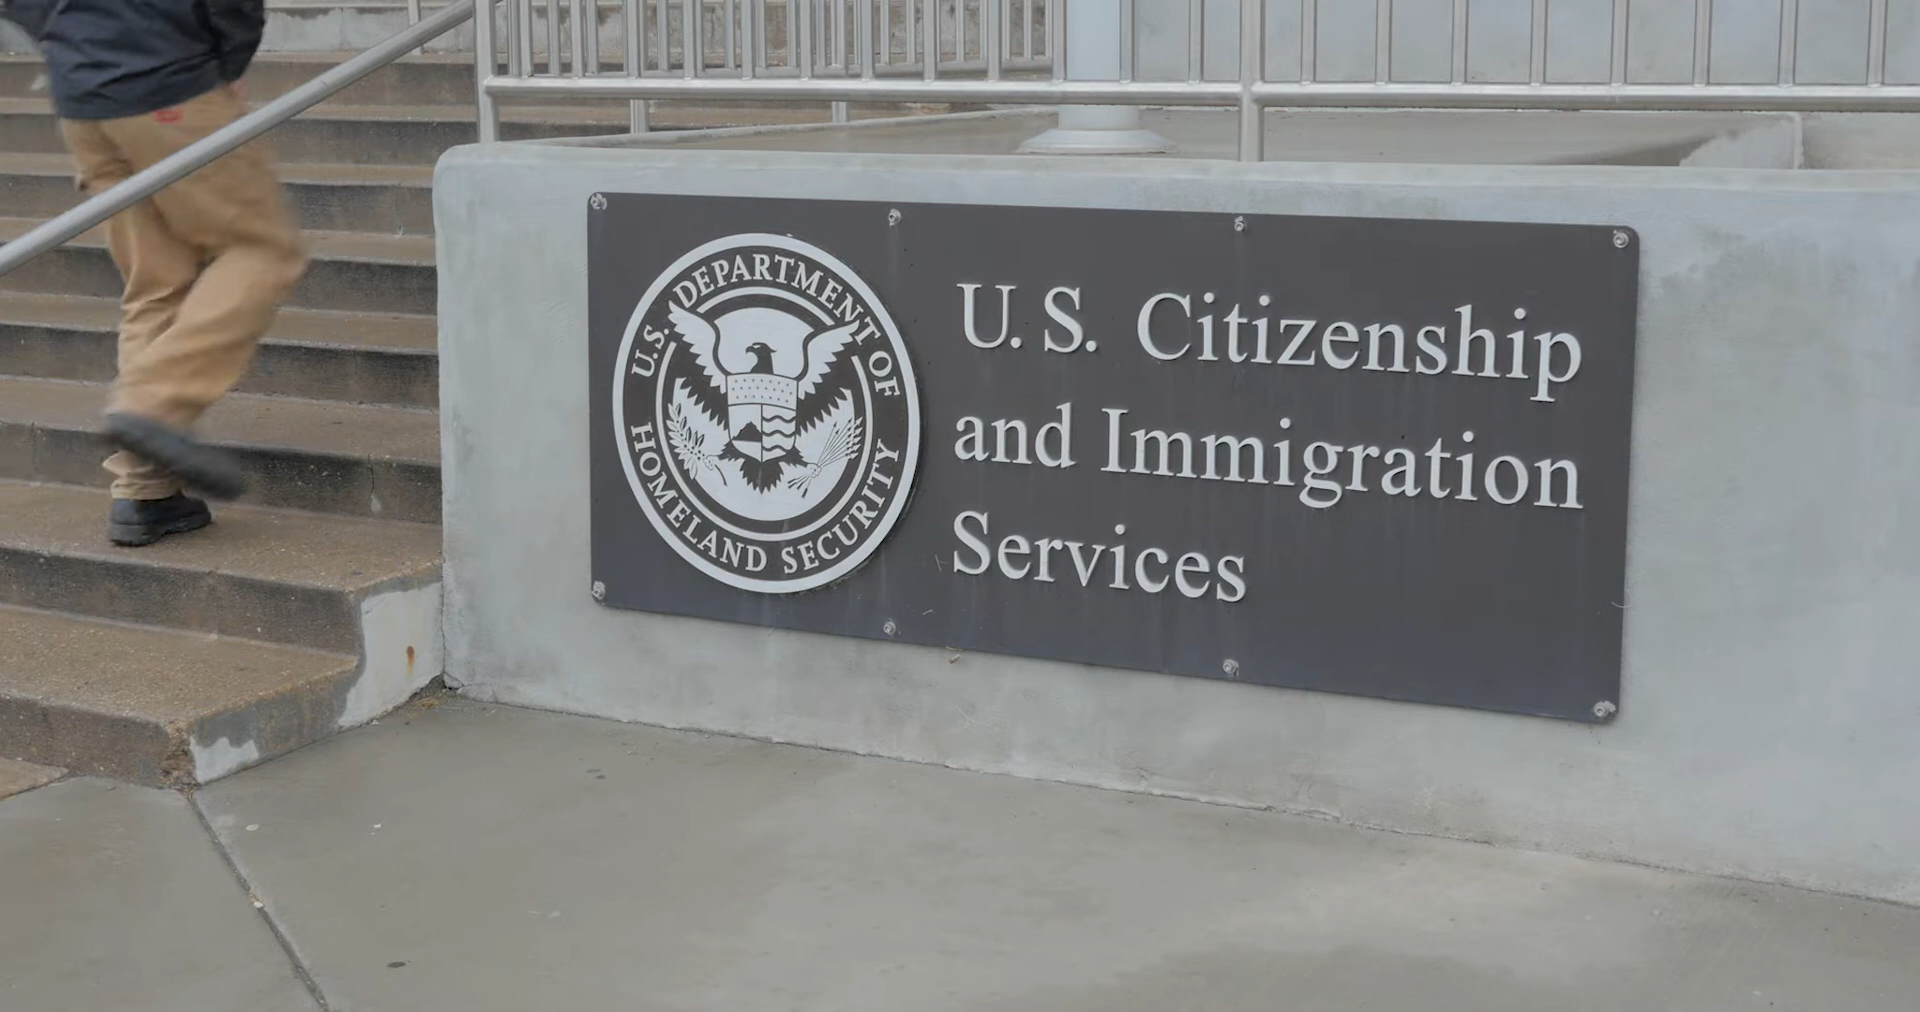 U.S. DEPARTMENT OF
HOMELAND SECURITY
U.S. Citizenship
and Immigration
Services